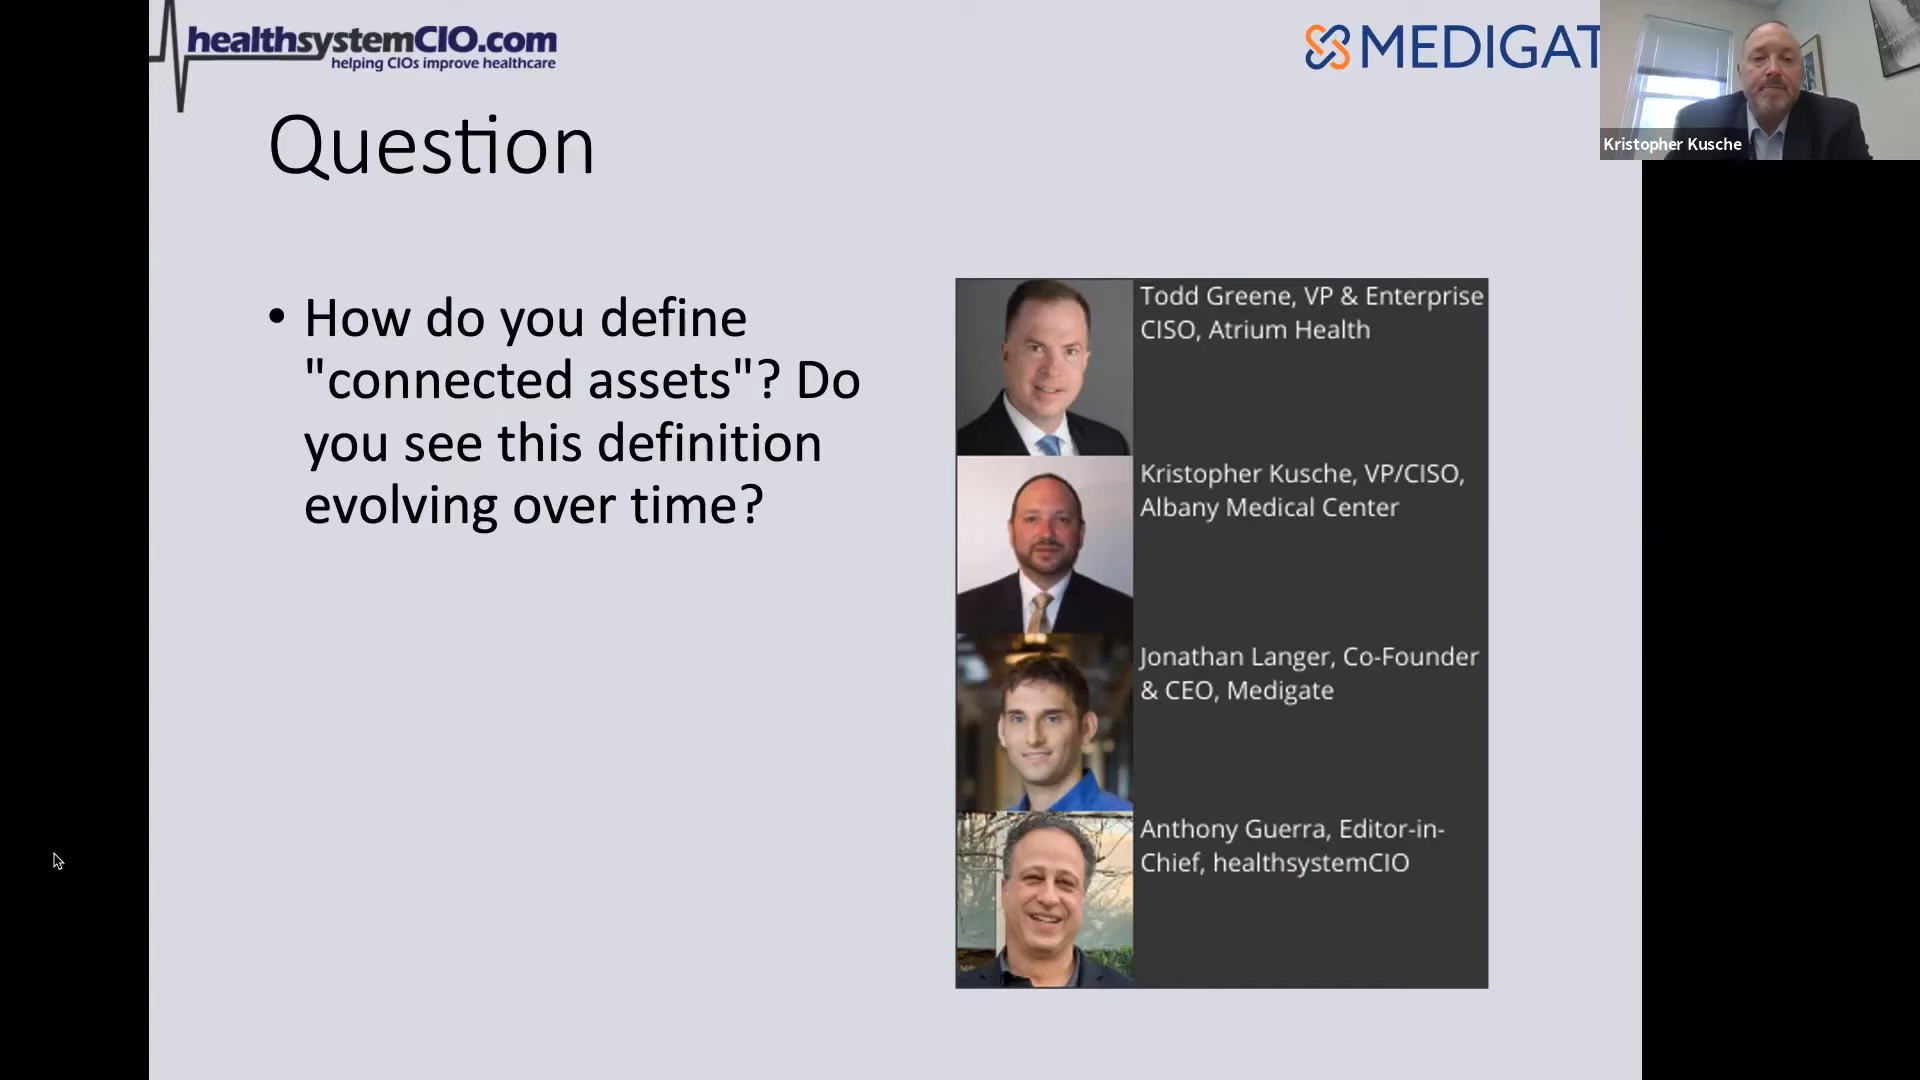 healthsystemCIO.com
helping CIOs improve healthcare
MEDIGAT
Kristopher Kusche
Question
• How do you define
"connected assets"? Do
you see this definition
evolving over time?
Todd Greene, VP & Enterprise
CISO, Atrium Health
Kristopher Kusche, VP/CISO,
Albany Medical Center
Jonathan Langer, Co-Founder
& CEO, Medigate
Anthony Guerra, Editor-in-
Chief, healthsystemCIO